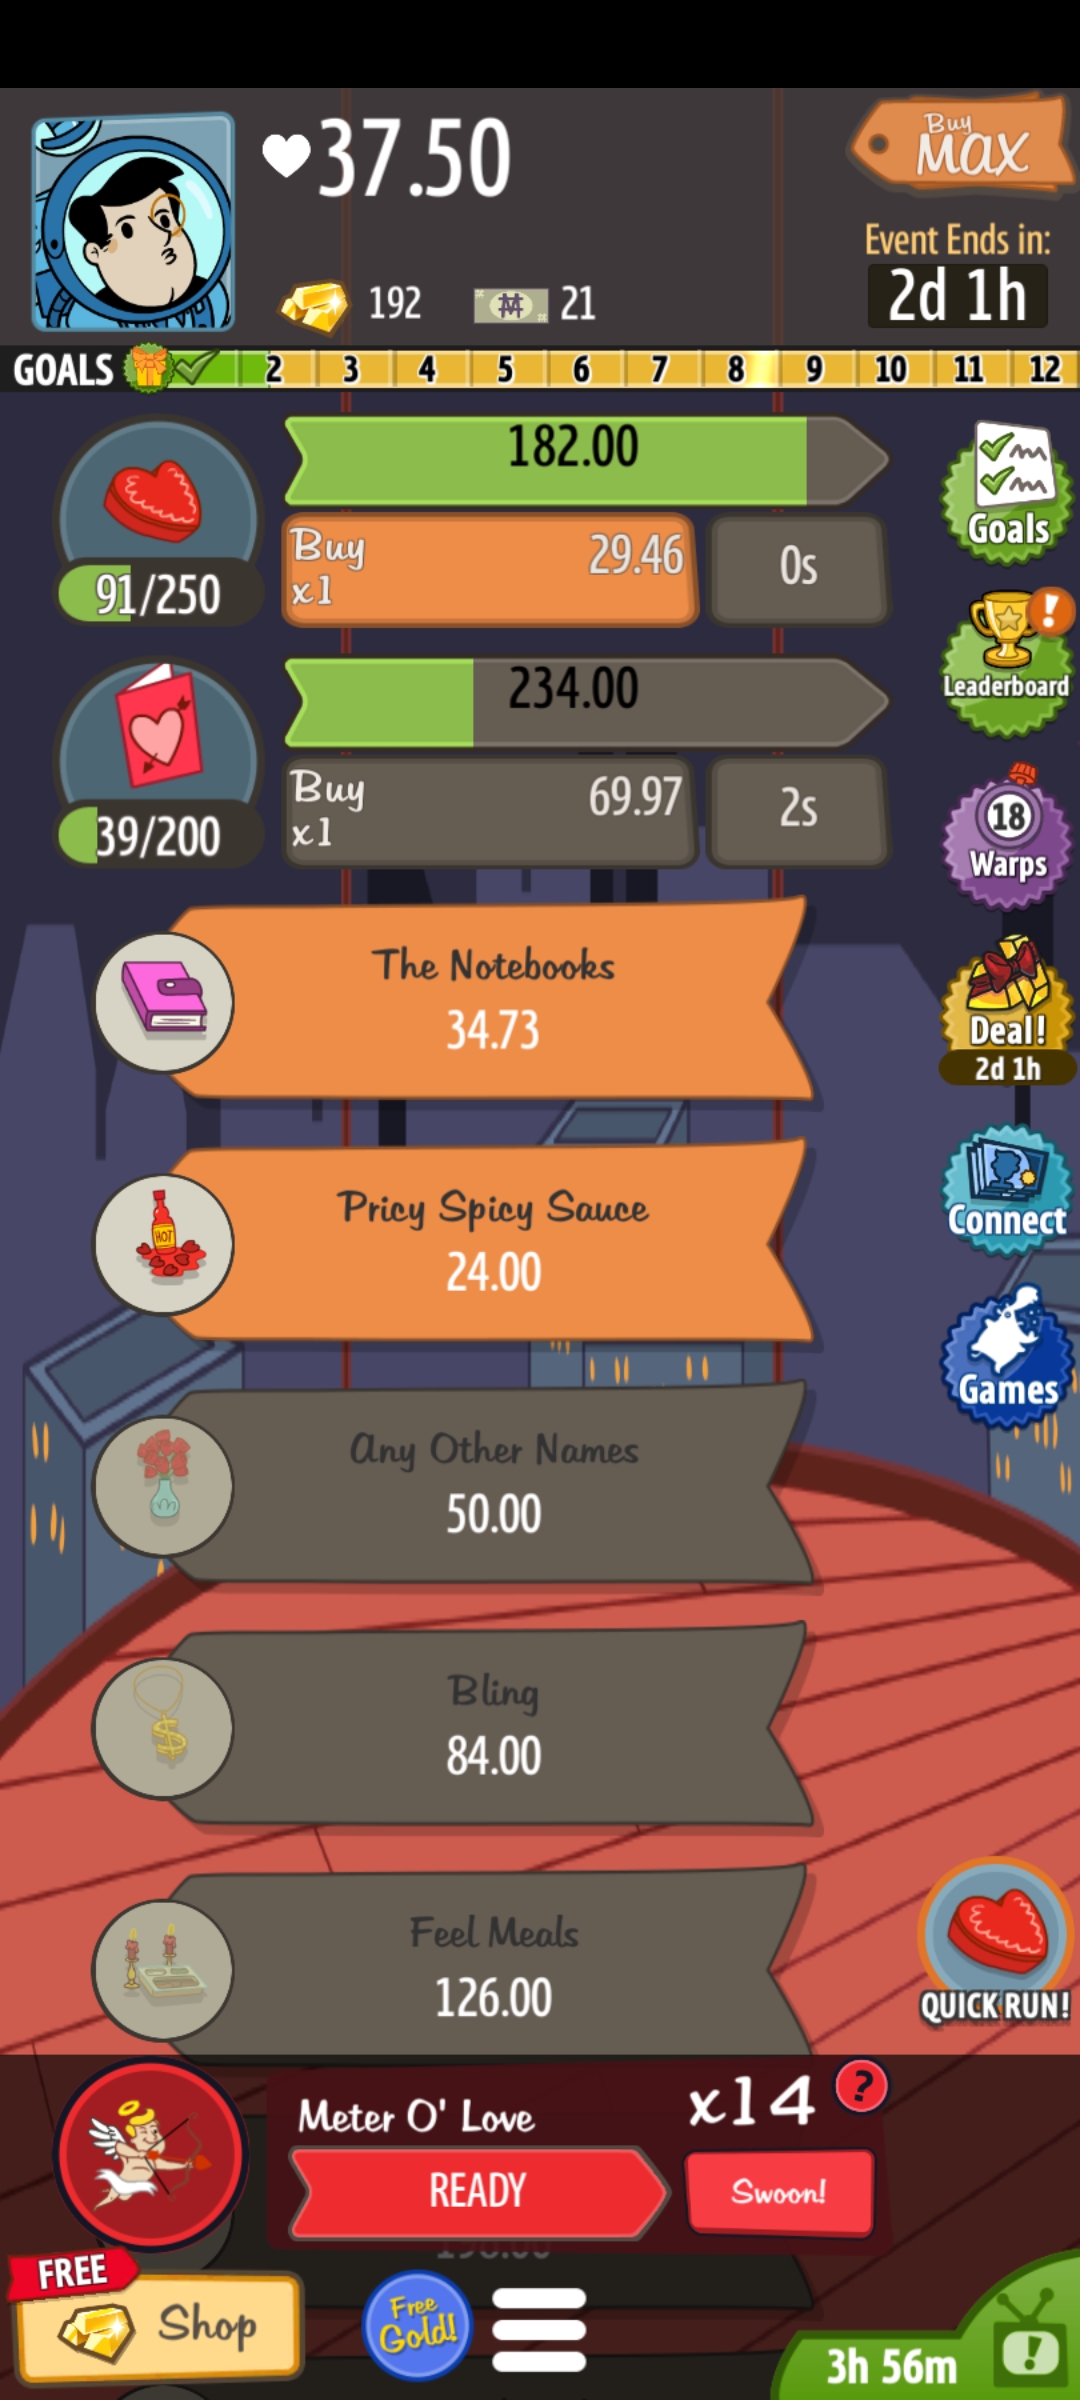 37.50
Buy
MAX
Event Ends in:
2d 1h
192
21
GOALS 2 3 4 5 6 7 8 9 10 11 12
182.00
Buy
x1
29.46
0s
91/250
Goals
!
Leaderboard
234.00
Buy
x1
69.97
2s
39/200
18
Warps
The Notebooks
34.73
Deal!
2d 1h
Pricy Spicy Sauce
HOT
24.00
Connect
Any Other Names
50.00
Games
Bling
$
84.00
Feel Meals
126.00
QUICK RUN!
Meter O' Love
x14
?
READY
Swoon!
FREE
Shop
Free
Gold!
3h 56m
!